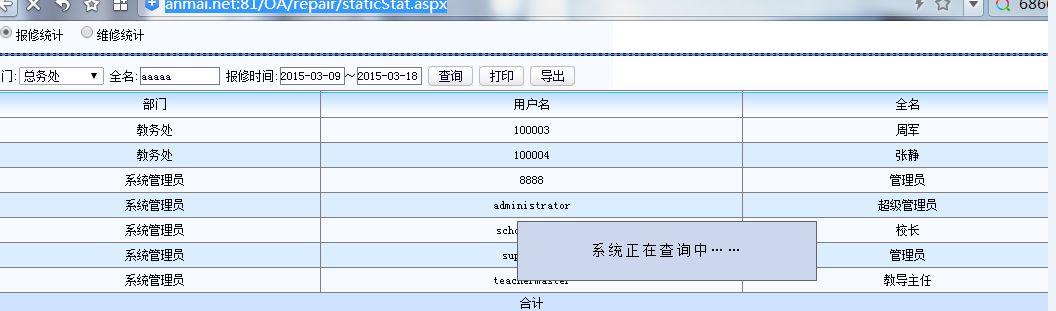 anmai.net:81/OA/repair/staticStat.aspx
报修统计 维修统计
门: 总务处 全名: aaaaa 报修时间: 2015-03-09 ~ 2015-03-18 查询 打印 导出
部门 用户名 全名
教务处 100003 周军
教务处 100004 张静
系统管理员 8888 管理员
系统管理员 administrator 超级管理员
系统管理员 校长
系统正在查询中……
系统管理员 管理员
系统管理员 teachermaster 教导主任
合计